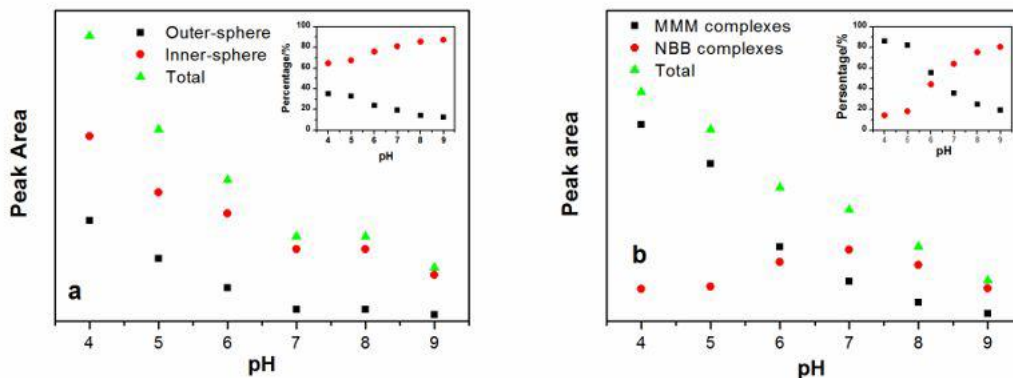 Outer-sphere
Inner-sphere
Total
Percentage/%
100
80
60
40
20
0
4 5 6 7 8 9
pH
Peak Area
a
4 5 6 7 8 9
pH
MMM complexes
NBB complexes
Total
Persentage/%
100
80
60
40
20
0
4 5 6 7 8 9
pH
Peak area
b
4 5 6 7 8 9
pH